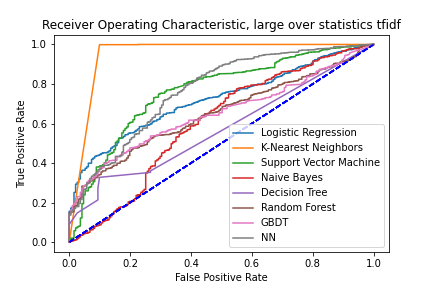 Receiver Operating Characteristic, large over statistics tfidf
True Positive Rate
1.0
0.8
0.6
0.4
0.2
0.0
Logistic Regression
K-Nearest Neighbors
Support Vector Machine
Naive Bayes
Decision Tree
Random Forest
GBDT
NN
0.0 0.2 0.4 0.6 0.8 1.0
False Positive Rate